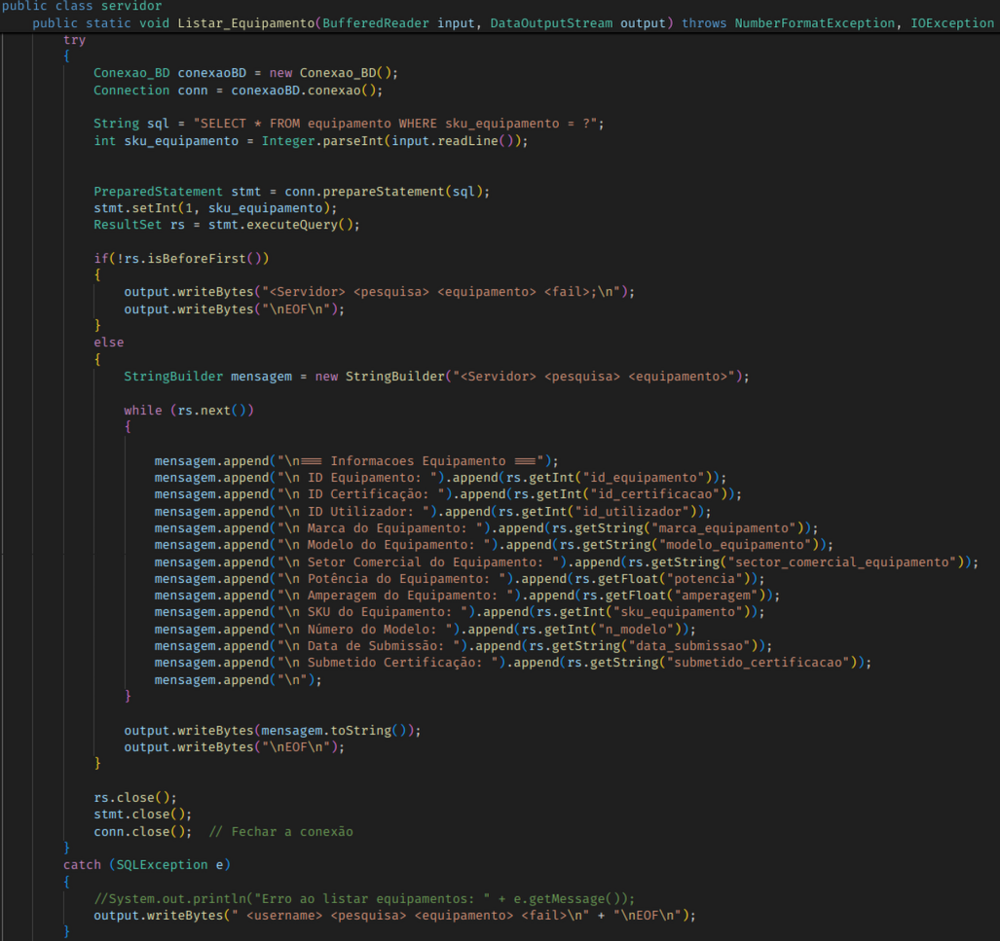 public class servidor
    public static void Listar_Equipamento(BufferedReader input, DataOutputStream output) throws NumberFormatException, IOException
        try
        {
            Conexao_BD conexaoBD = new Conexao_BD();
            Connection conn = conexaoBD.conexao();

            String sql = "SELECT * FROM equipamento WHERE sku_equipamento = ?";
            int sku_equipamento = Integer.parseInt(input.readLine());


            PreparedStatement stmt = conn.prepareStatement(sql);
            stmt.setInt(1, sku_equipamento);
            ResultSet rs = stmt.executeQuery();

            if(!rs.isBeforeFirst())
            {
                output.writeBytes("<Servidor> <pesquisa> <equipamento> <fail>;\n");
                output.writeBytes("\nEOF\n");
            }
            else
            {
                StringBuilder mensagem = new StringBuilder("<Servidor> <pesquisa> <equipamento>");

                while (rs.next())
                {

                    mensagem.append("\n=== Informacoes Equipamento ===");
                    mensagem.append("\n ID Equipamento: ").append(rs.getInt("id_equipamento"));
                    mensagem.append("\n ID Certificação: ").append(rs.getInt("id_certificacao"));
                    mensagem.append("\n ID Utilizador: ").append(rs.getInt("id_utilizador"));
                    mensagem.append("\n Marca do Equipamento: ").append(rs.getString("marca_equipamento"));
                    mensagem.append("\n Modelo do Equipamento: ").append(rs.getString("modelo_equipamento"));
                    mensagem.append("\n Setor Comercial do Equipamento: ").append(rs.getString("sector_comercial_equipamento"));
                    mensagem.append("\n Potência do Equipamento: ").append(rs.getFloat("potencia"));
                    mensagem.append("\n Amperagem do Equipamento: ").append(rs.getFloat("amperagem"));
                    mensagem.append("\n SKU do Equipamento: ").append(rs.getInt("sku_equipamento"));
                    mensagem.append("\n Número do Modelo: ").append(rs.getInt("n_modelo"));
                    mensagem.append("\n Data de Submissão: ").append(rs.getString("data_submissao"));
                    mensagem.append("\n Submetido Certificação: ").append(rs.getString("submetido_certificacao"));
                    mensagem.append("\n");
                }

                output.writeBytes(mensagem.toString());
                output.writeBytes("\nEOF\n");
            }

            rs.close();
            stmt.close();
            conn.close();  // Fechar a conexão
        }
        catch (SQLException e)
        {
            //System.out.println("Erro ao listar equipamentos: " + e.getMessage());
            output.writeBytes(" <username> <pesquisa> <equipamento> <fail>\n" + "\nEOF\n");
        }